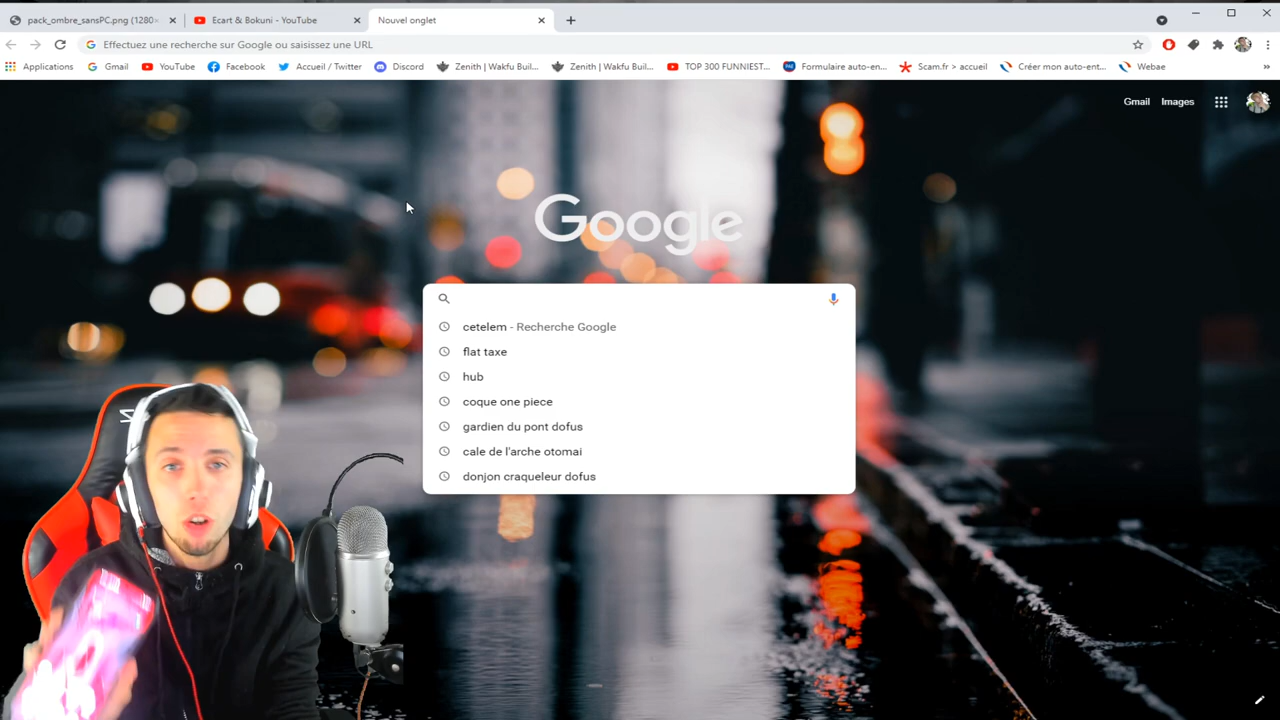 pack_ombre_sansPC.png (1280×
Ecart & Bokuni - YouTube
Nouvel onglet
Effectuez une recherche sur Google ou saisissez une URL
Applications
Gmail
YouTube
Facebook
Accueil / Twitter
Discord
Zenith | Wakfu Buil...
Zenith | Wakfu Buil...
TOP 300 FUNNIEST...
Formulaire auto-en...
Scam.fr > accueil
Créer mon auto-ent...
Webae
Gmail
Images
Google
cetelem - Recherche Google
flat taxe
hub
coque one piece
gardien du pont dofus
cale de l'arche otomai
donjon craqueleur dofus